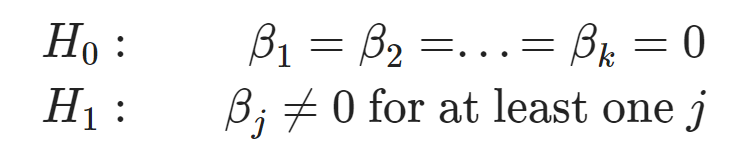 H₀ : β₁ = β₂ =. . .= βₖ = 0
H₁ : βⱼ ≠ 0 for at least one j